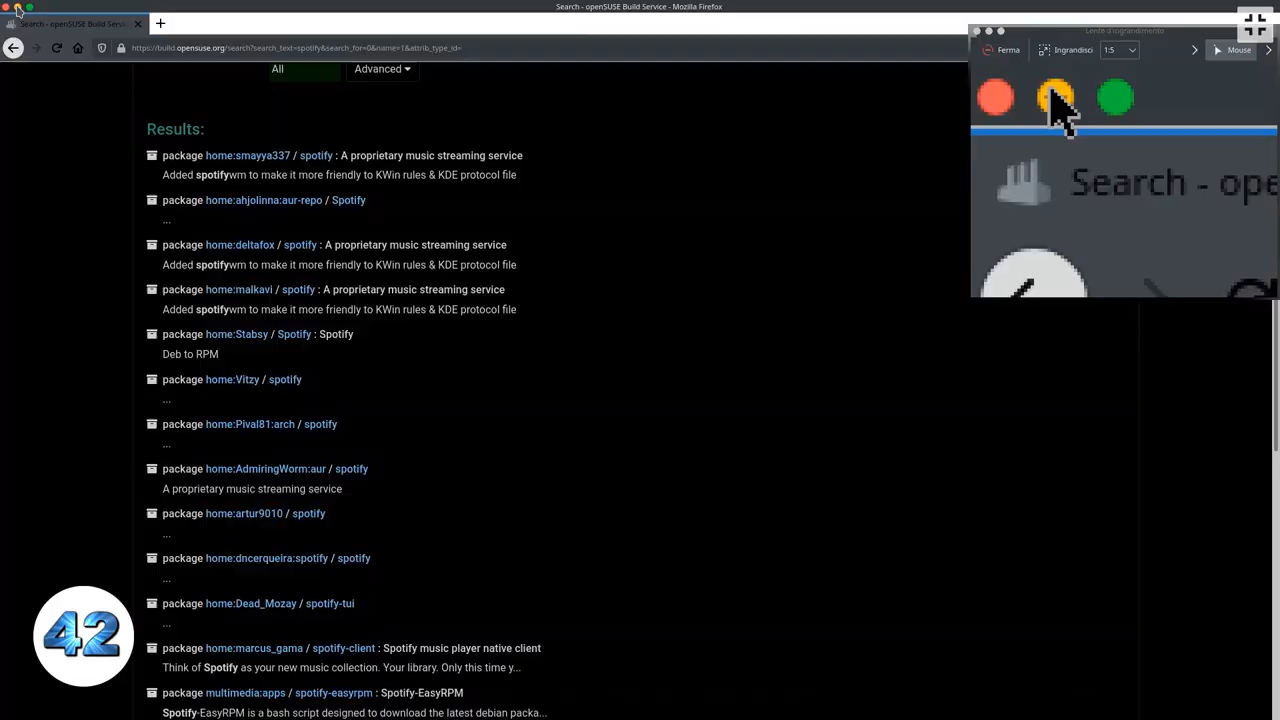 Search - openSUSE Build Service - Mozilla Firefox
Search - openSUSE Build Servic
https://build.opensuse.org/search?search_text=spotify&search_for=0&name=1&attrib_type_id=
Lente d'ingrandimento
Ferma
Ingrandisci
1:5
Mouse
Search - ope
All
Advanced
Results:
package home:smayya337 / spotify : A proprietary music streaming service
Added spotifywm to make it more friendly to KWin rules & KDE protocol file
package home:ahjolinna:aur-repo / Spotify
...
package home:deltafox / spotify : A proprietary music streaming service
Added spotifywm to make it more friendly to KWin rules & KDE protocol file
package home:malkavi / spotify : A proprietary music streaming service
Added spotifywm to make it more friendly to KWin rules & KDE protocol file
package home:Stabsy / Spotify : Spotify
Deb to RPM
package home:Vitzy / spotify
...
package home:Pival81:arch / spotify
...
package home:AdmiringWorm:aur / spotify
A proprietary music streaming service
package home:artur9010 / spotify
...
package home:dncerqueira:spotify / spotify
...
package home:Dead_Mozay / spotify-tui
...
package home:marcus_gama / spotify-client : Spotify music player native client
Think of Spotify as your new music collection. Your library. Only this time y...
package multimedia:apps / spotify-easyrpm : Spotify-EasyRPM
Spotify-EasyRPM is a bash script designed to download the latest debian packa...
42